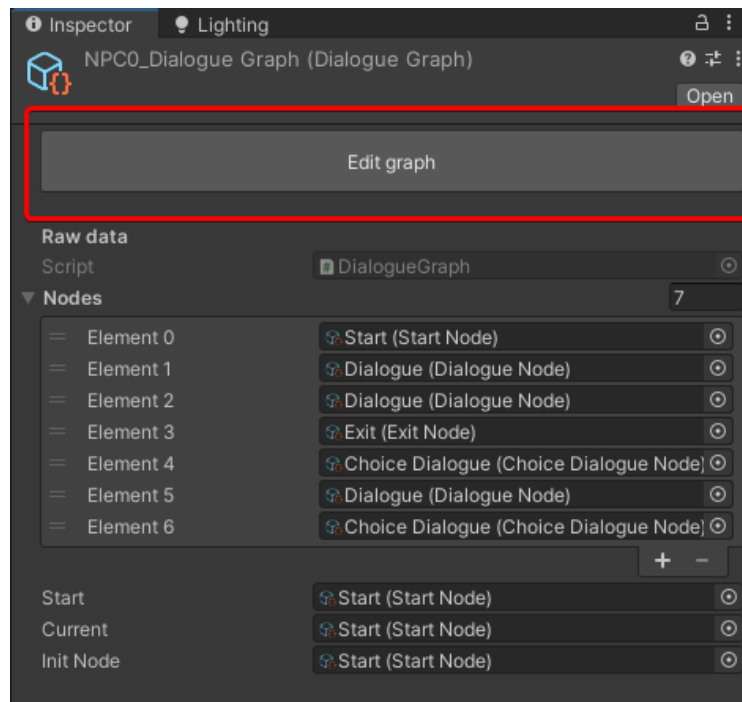 Inspector Lighting
NPC0_Dialogue Graph (Dialogue Graph)
Open
Edit graph
Raw data
Script DialogueGraph
Nodes 7
Element 0 Start (Start Node)
Element 1 Dialogue (Dialogue Node)
Element 2 Dialogue (Dialogue Node)
Element 3 Exit (Exit Node)
Element 4 Choice Dialogue (Choice Dialogue Node)
Element 5 Dialogue (Dialogue Node)
Element 6 Choice Dialogue (Choice Dialogue Node)
Start Start (Start Node)
Current Start (Start Node)
Init Node Start (Start Node)